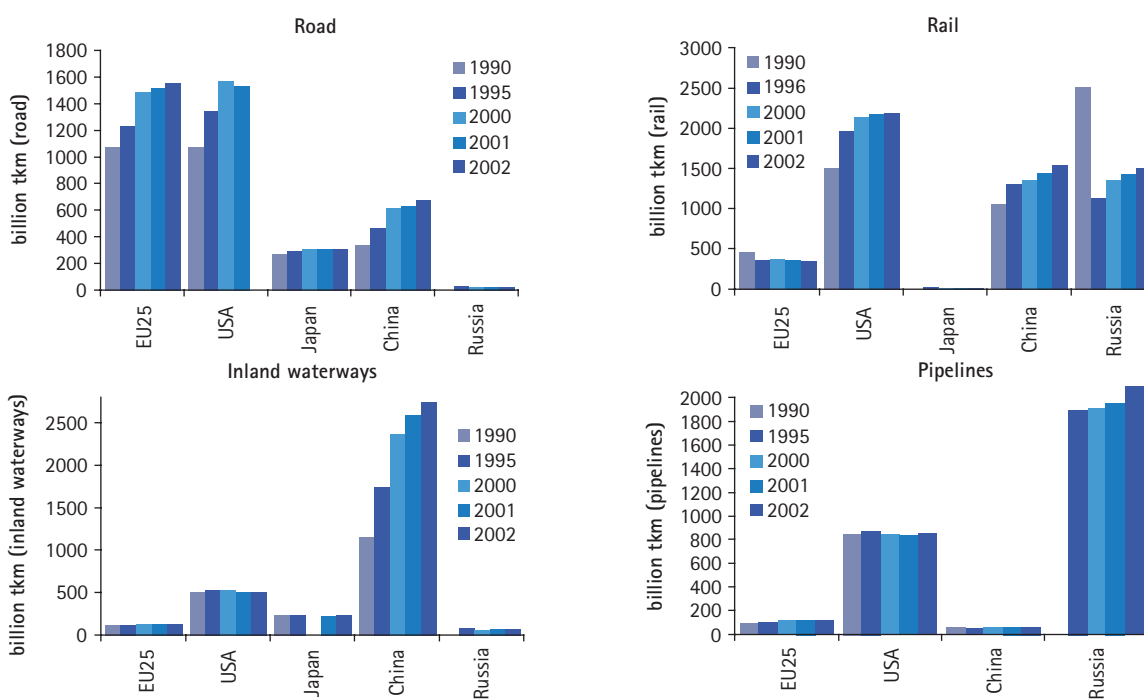 Road
billion tkm (road)
1800
1600
1400
1200
1000
800
600
400
200
0
1990
1995
2000
2001
2002
EU25
USA
Japan
China
Russia
Rail
billion tkm (rail)
3000
2500
2000
1500
1000
500
0
1990
1996
2000
2001
2002
EU25
USA
Japan
China
Russia
Inland waterways
billion tkm (inland waterways)
2500
2000
1500
1000
500
0
1990
1995
2000
2001
2002
EU25
USA
Japan
China
Russia
Pipelines
billion tkm (pipelines)
2000
1800
1600
1400
1200
1000
800
600
400
200
0
1990
1995
2000
2001
2002
EU25
USA
China
Russia